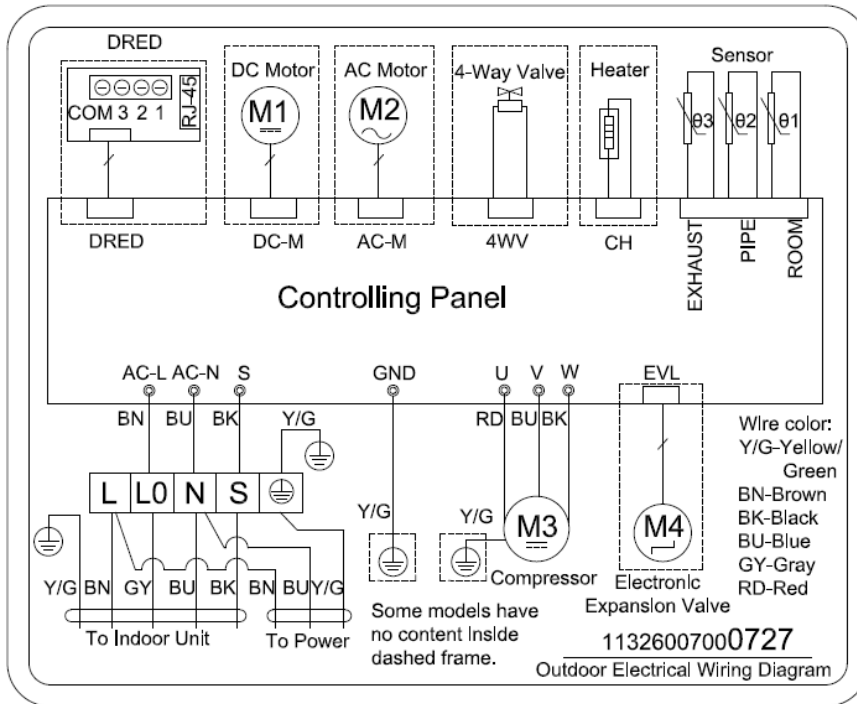 DRED
DC Motor
AC Motor
4-Way Valve
Heater
Sensor
COM 3 2 1
RJ-45
M1
M2
θ3
θ2
θ1
DRED
DC-M
AC-M
4WV
CH
EXHAUST
PIPE
ROOM
Controlling Panel
AC-L AC-N S
GND
U V W
EVL
BN BU BK Y/G
RD BU BK
L L0 N S
Y/G
Y/G
M3
M4
Compressor
Electronic
Expansion Valve
Wire color:
Y/G-Yellow/
Green
BN-Brown
BK-Black
BU-Blue
GY-Gray
RD-Red
Y/G BN GY BU BK BN BU Y/G
To Indoor Unit
To Power
Some models have
no content inside
dashed frame.
11326007000727
Outdoor Electrical Wiring Diagram